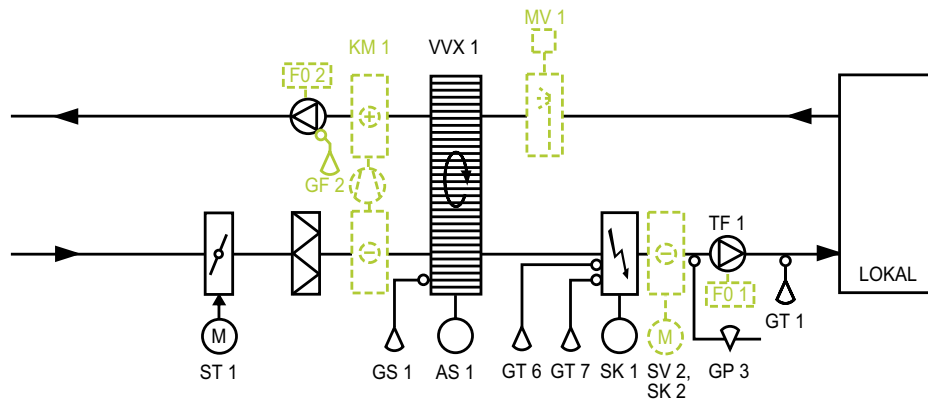 MV 1
KM 1
VVX 1
F0 2
GF 2
TF 1
F0 1
LOKAL
GT 1
M
M
ST 1
GS 1
AS 1
GT 6
GT 7
SK 1
SV 2,
SK 2
GP 3